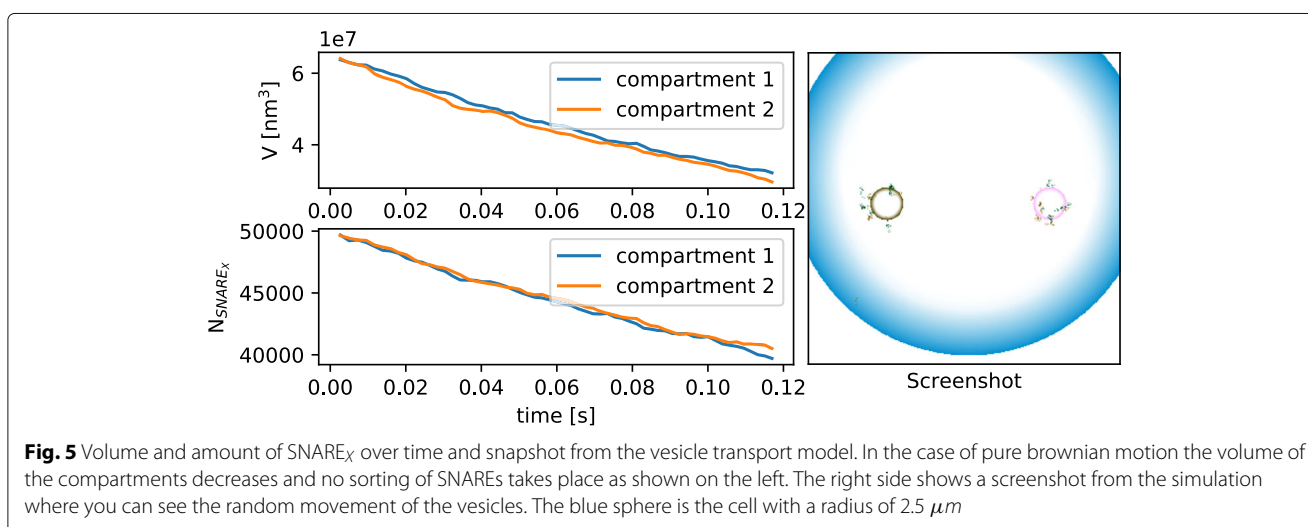 1e7
6
4
V [nm³]
compartment 1
compartment 2
0.00 0.02 0.04 0.06 0.08 0.10 0.12
50000
45000
40000
N_SNARE_X
compartment 1
compartment 2
0.00 0.02 0.04 0.06 0.08 0.10 0.12
time [s]
Screenshot
Fig. 5 Volume and amount of SNARE_X over time and snapshot from the vesicle transport model. In the case of pure brownian motion the volume of
the compartments decreases and no sorting of SNAREs takes place as shown on the left. The right side shows a screenshot from the simulation
where you can see the random movement of the vesicles. The blue sphere is the cell with a radius of 2.5 μm